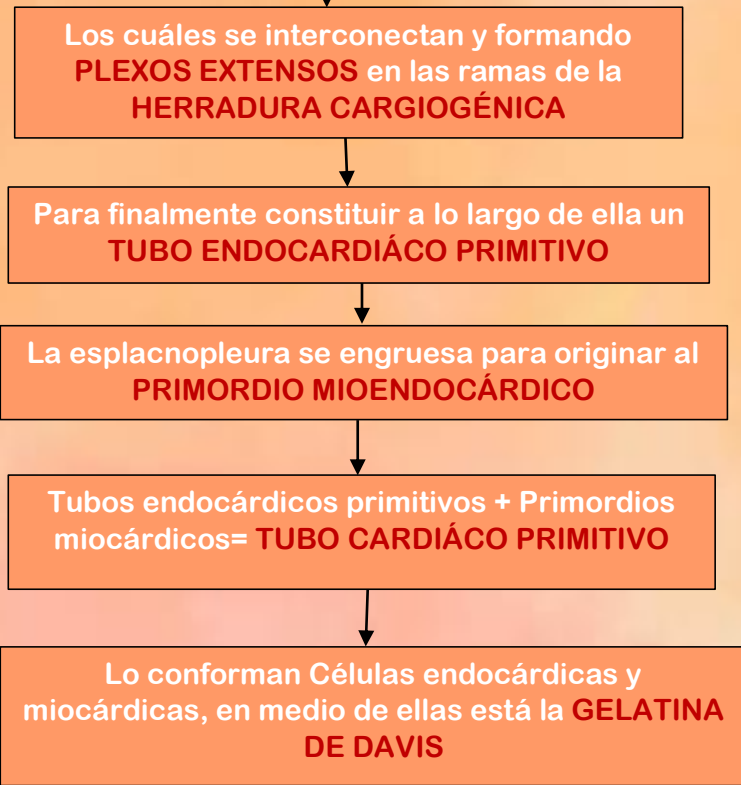 Los cuáles se interconectan y formando
PLEXOS EXTENSOS en las ramas de la
HERRADURA CARGIOGÉNICA
Para finalmente constituir a lo largo de ella un
TUBO ENDOCARDIÁCO PRIMITIVO
La esplacnopleura se engruesa para originar al
PRIMORDIO MIOENDOCÁRDICO
Tubos endocárdicos primitivos + Primordios
miocárdicos= TUBO CARDIÁCO PRIMITIVO
Lo conforman Células endocárdicas y
miocárdicas, en medio de ellas está la GELATINA
DE DAVIS